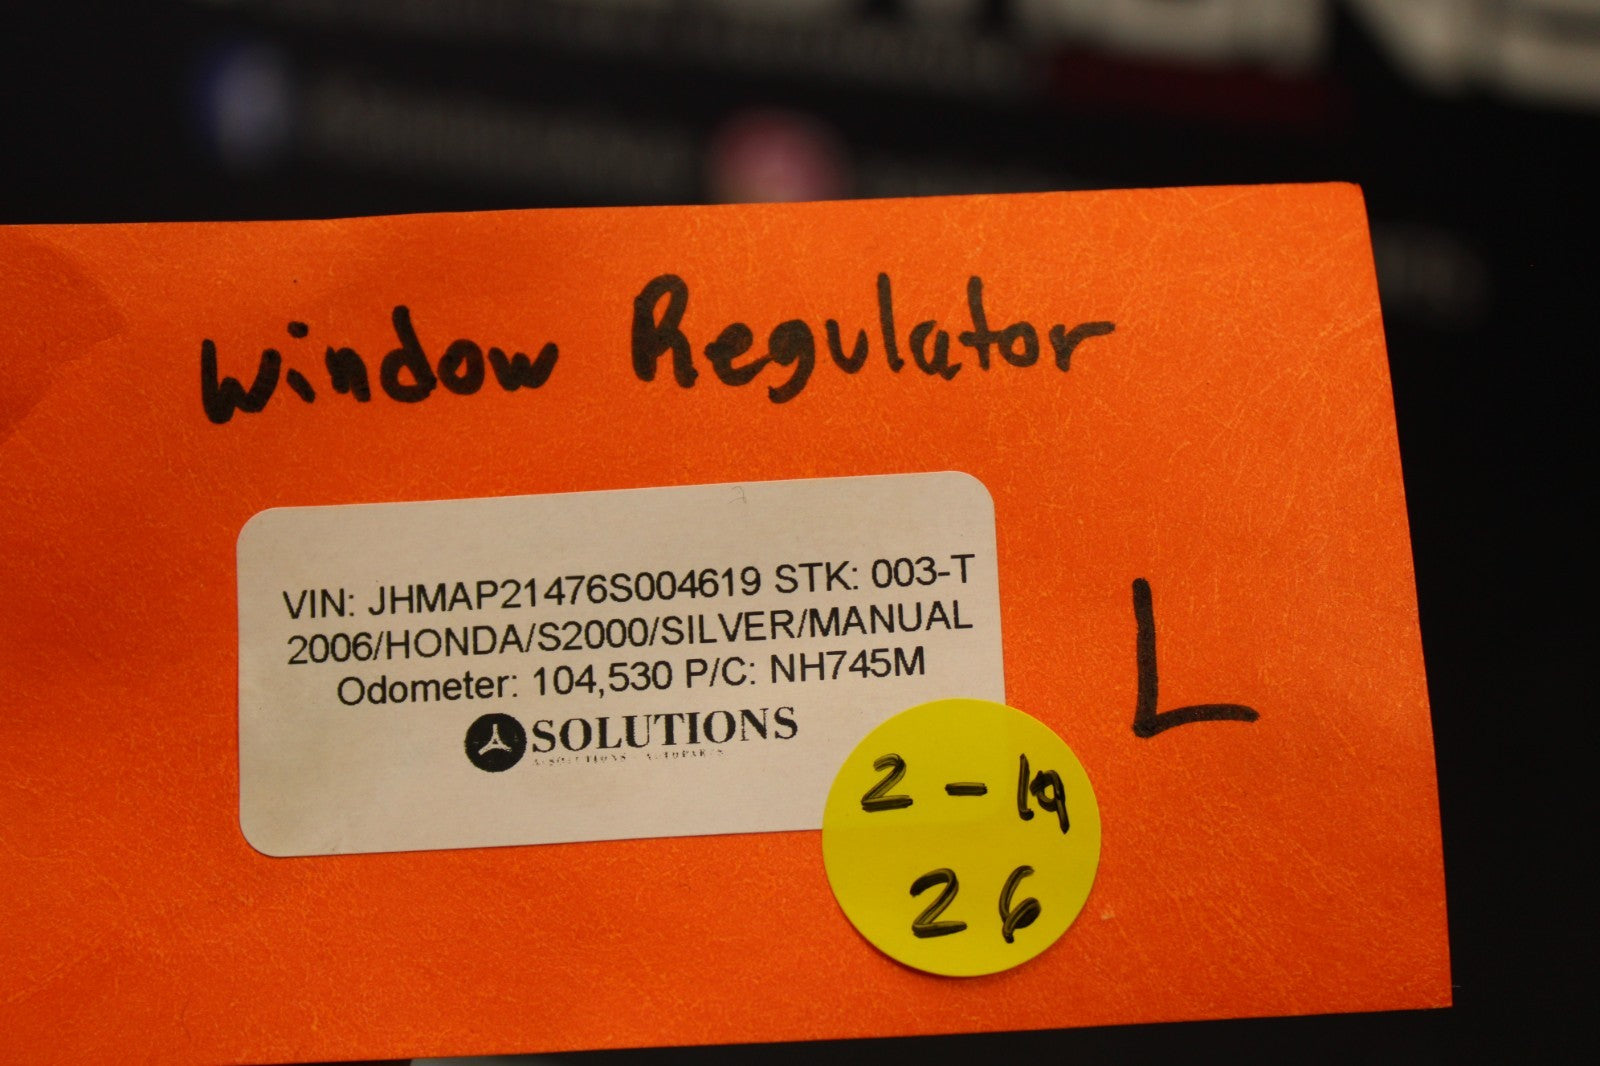 Window Regulator
VIN: JHMAP21476S004619 STK: 003-T
2006/HONDA/S2000/SILVER/MANUAL
Odometer: 104,530 P/C: NH745M
SOLUTIONS
L
2-19
26